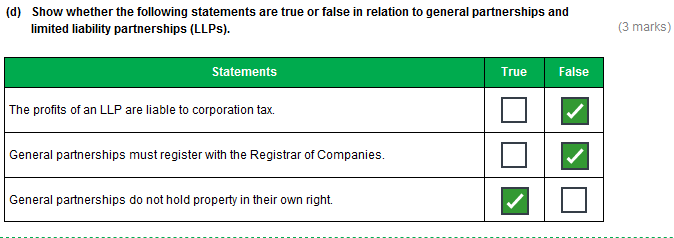 (d) Show whether the following statements are true or false in relation to general partnerships and
limited liability partnerships (LLPs).
(3 marks)
Statements True False
The profits of an LLP are liable to corporation tax.
General partnerships must register with the Registrar of Companies.
General partnerships do not hold property in their own right.